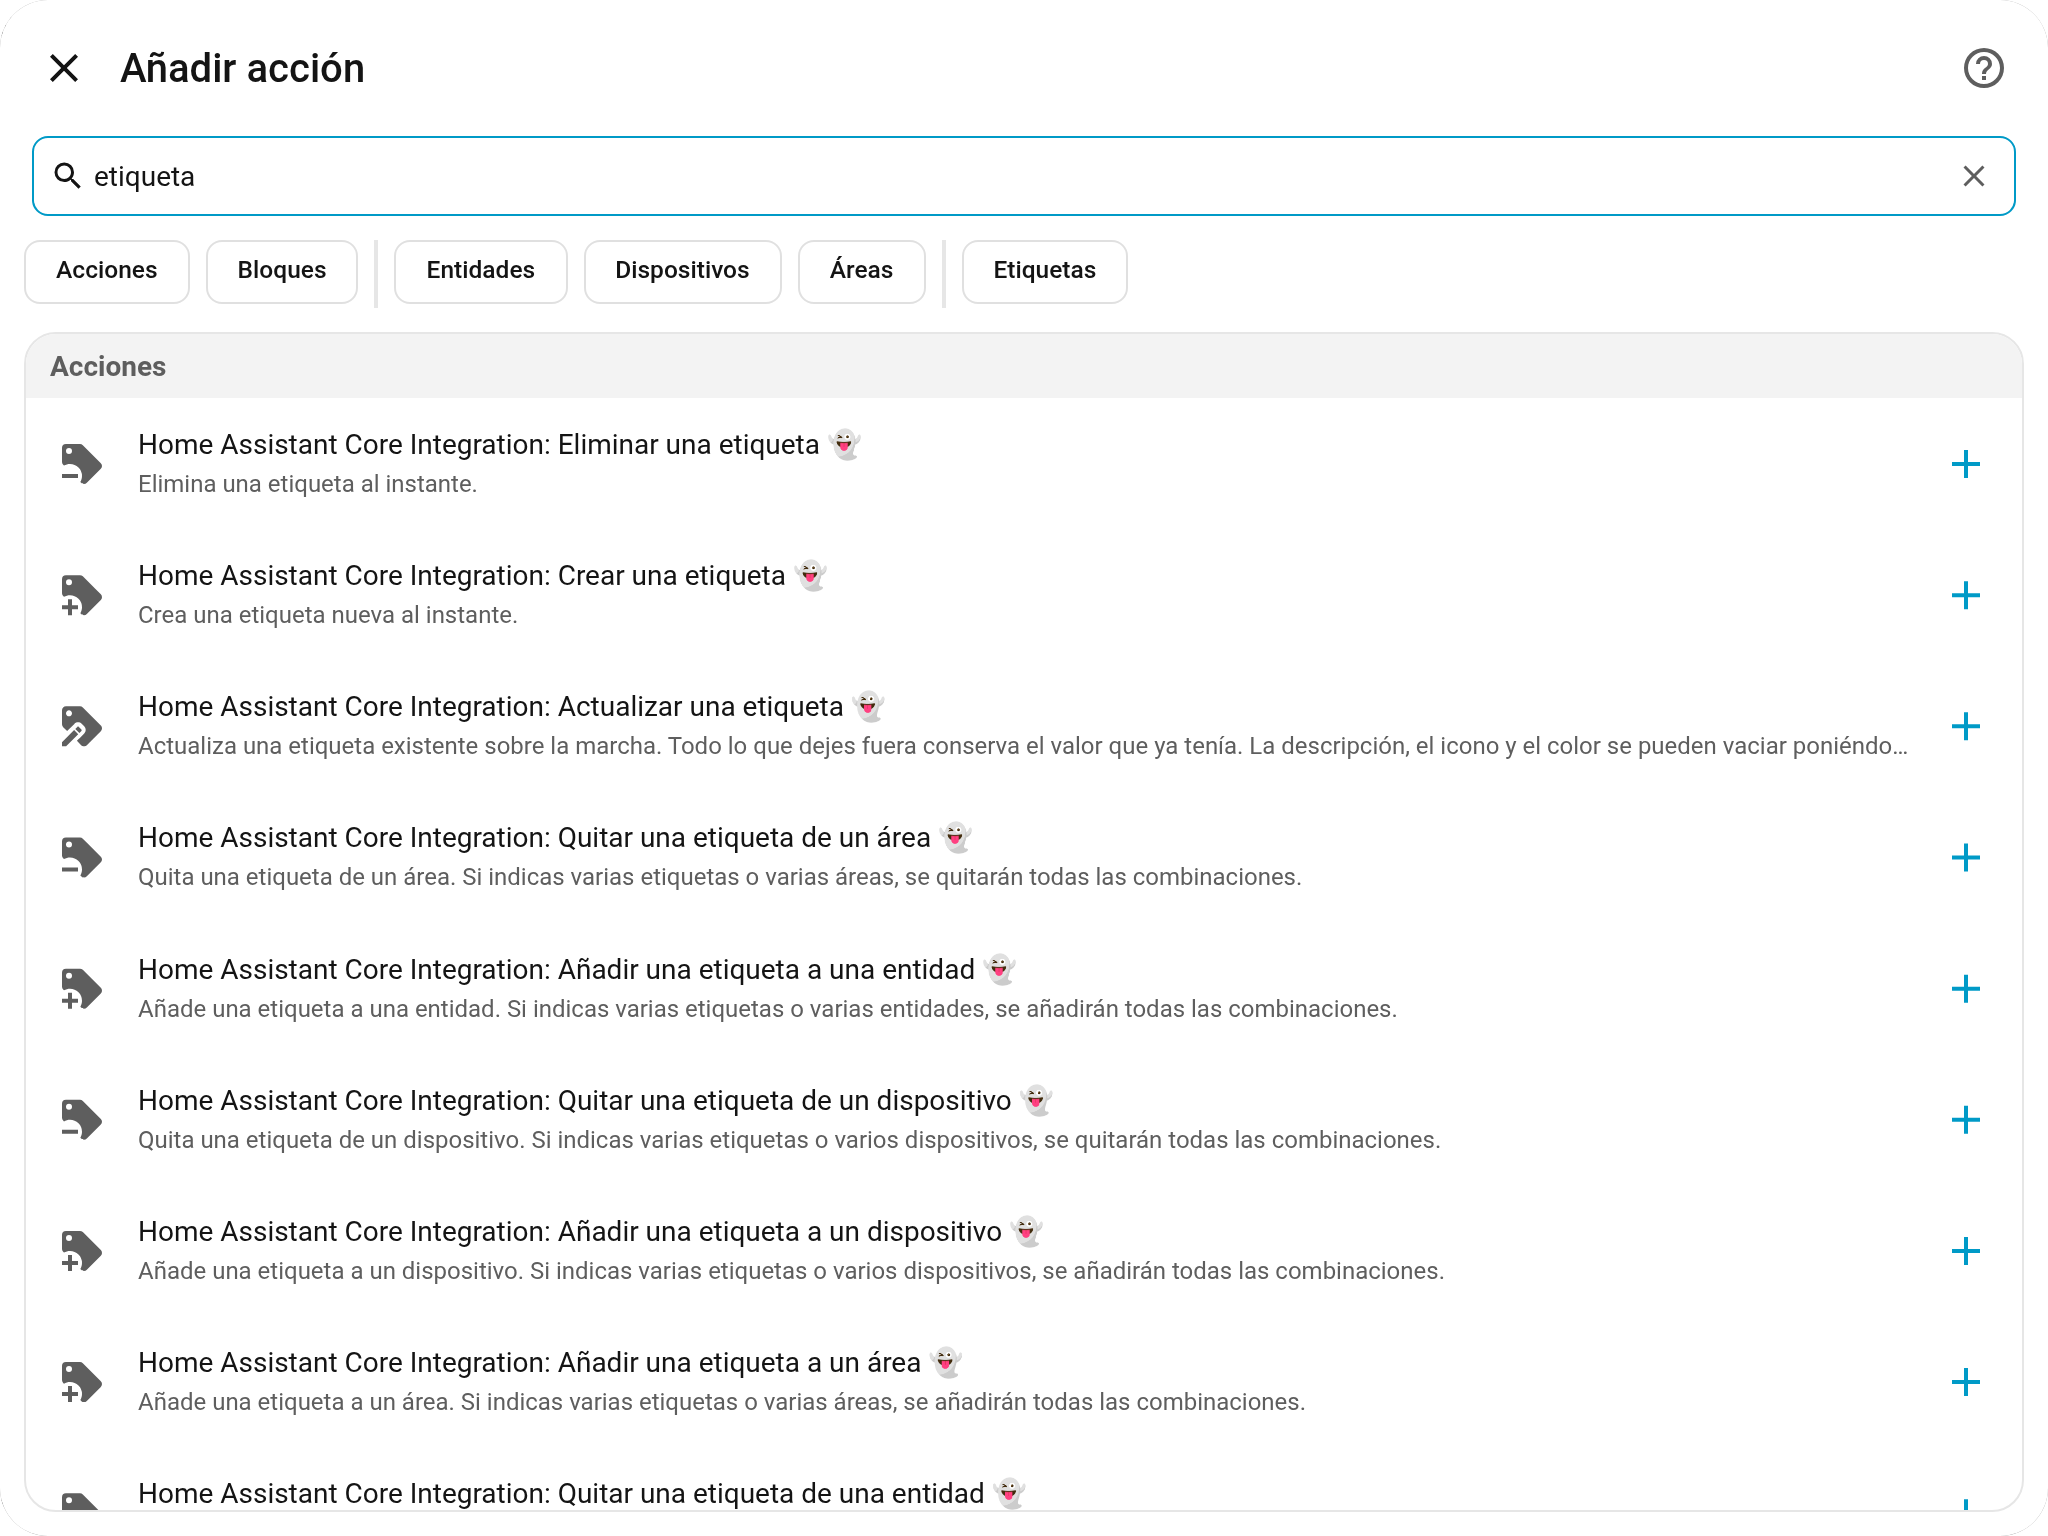 Añadir acción
etiqueta
Acciones
Bloques
Entidades
Dispositivos
Áreas
Etiquetas
Acciones
Home Assistant Core Integration: Eliminar una etiqueta 👻
Elimina una etiqueta al instante.
Home Assistant Core Integration: Crear una etiqueta 👻
Crea una etiqueta nueva al instante.
Home Assistant Core Integration: Actualizar una etiqueta 👻
Actualiza una etiqueta existente sobre la marcha. Todo lo que dejes fuera conserva el valor que ya tenía. La descripción, el icono y el color se pueden vaciar poniéndo…
Home Assistant Core Integration: Quitar una etiqueta de un área 👻
Quita una etiqueta de un área. Si indicas varias etiquetas o varias áreas, se quitarán todas las combinaciones.
Home Assistant Core Integration: Añadir una etiqueta a una entidad 👻
Añade una etiqueta a una entidad. Si indicas varias etiquetas o varias entidades, se añadirán todas las combinaciones.
Home Assistant Core Integration: Quitar una etiqueta de un dispositivo 👻
Quita una etiqueta de un dispositivo. Si indicas varias etiquetas o varios dispositivos, se quitarán todas las combinaciones.
Home Assistant Core Integration: Añadir una etiqueta a un dispositivo 👻
Añade una etiqueta a un dispositivo. Si indicas varias etiquetas o varios dispositivos, se añadirán todas las combinaciones.
Home Assistant Core Integration: Añadir una etiqueta a un área 👻
Añade una etiqueta a un área. Si indicas varias etiquetas o varias áreas, se añadirán todas las combinaciones.
Home Assistant Core Integration: Quitar una etiqueta de una entidad 👻